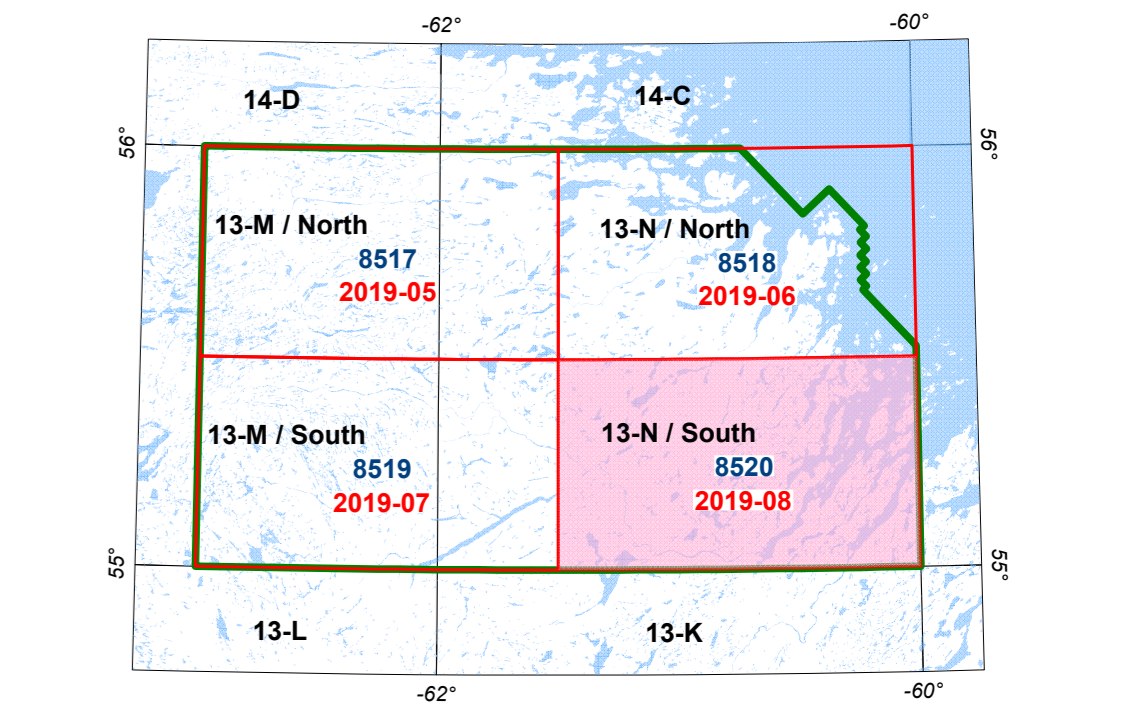 -62°
-60°
14-D
14-C
56°
56°
13-M / North
8517
2019-05
13-N / North
8518
2019-06
13-M / South
8519
2019-07
13-N / South
8520
2019-08
55°
55°
13-L
13-K
-62°
-60°